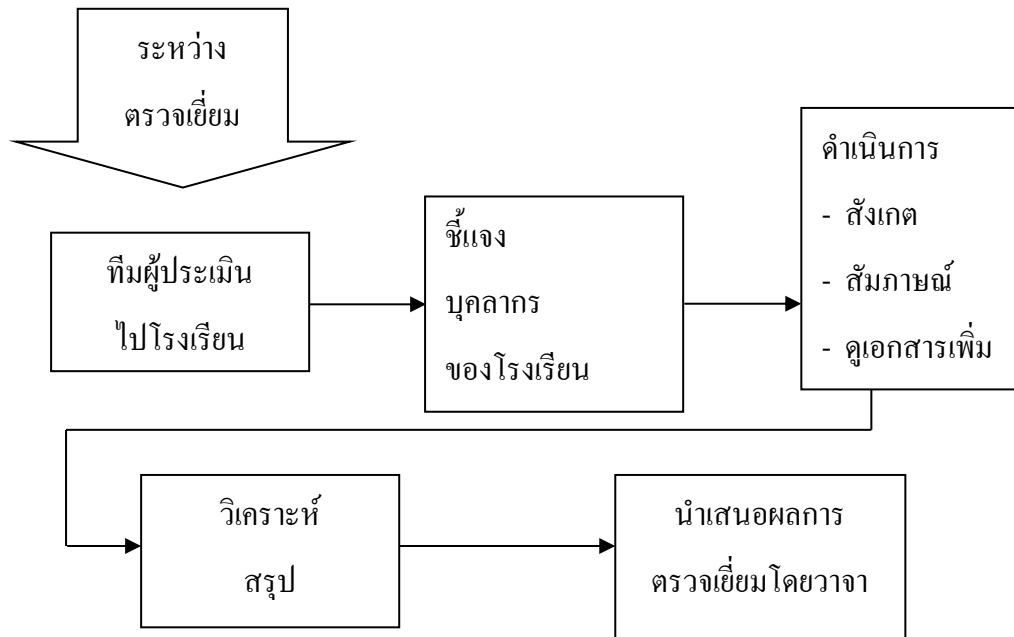 ระหว่าง
ตรวจเยี่ยม
ทีมผู้ประเมิน
ไปโรงเรียน
ชี้แจง
บุคลากร
ของโรงเรียน
ดำเนินการ
- สังเกต
- สัมภาษณ์
- ดูเอกสารเพิ่ม
วิเคราะห์
สรุป
นำเสนอผลการ
ตรวจเยี่ยมโดยวาจา